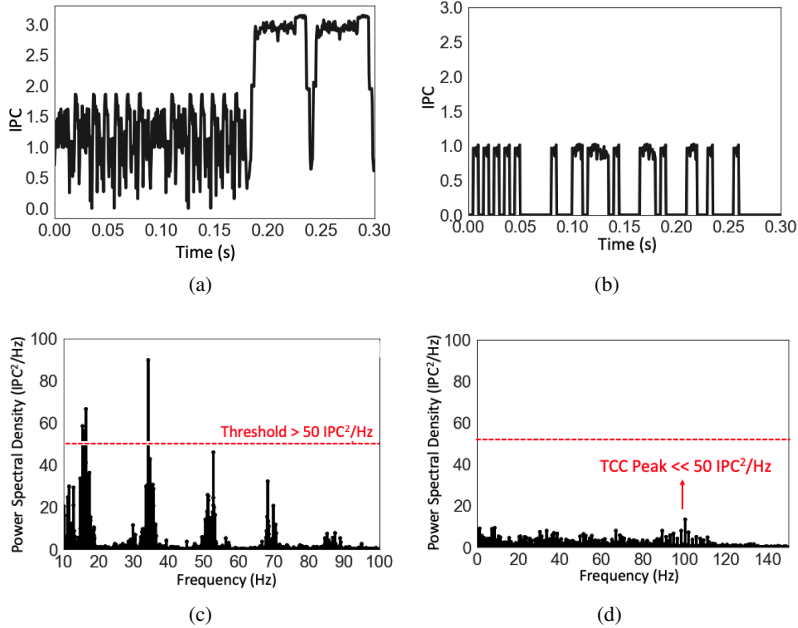 3.0
2.5
2.0
1.5
1.0
0.5
0.0
IPC
0.00 0.05 0.10 0.15 0.20 0.25 0.30
Time (s)
(a)
3.0
2.5
2.0
1.5
1.0
0.5
0.0
IPC
0.00 0.05 0.10 0.15 0.20 0.25 0.30
Time (s)
(b)
100
80
60
40
20
0
Power Spectral Density (IPC²/Hz)
Threshold > 50 IPC²/Hz
10 20 30 40 50 60 70 80 90 100
Frequency (Hz)
(c)
100
80
60
40
20
0
Power Spectral Density (IPC²/Hz)
TCC Peak << 50 IPC²/Hz
0 20 40 60 80 100 120 140
Frequency (Hz)
(d)